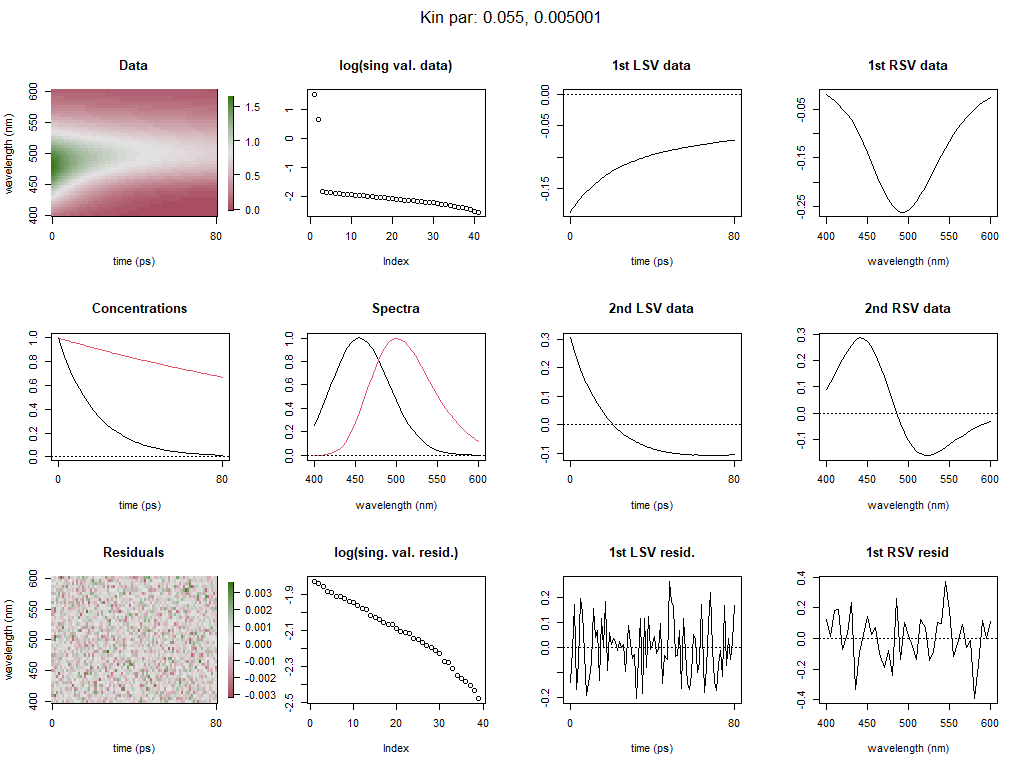 Kin par: 0.055, 0.005001
Data
wavelength (nm)
400 450 500 550 600
0 80
time (ps)
0.0 0.5 1.0 1.5
log(sing val. data)
-2 -1 0 1
0 10 20 30 40
Index
1st LSV data
-0.15 -0.05 0.00
0 80
time (ps)
1st RSV data
-0.25 -0.15 -0.05
400 450 500 550 600
wavelength (nm)
Concentrations
0.0 0.2 0.4 0.6 0.8 1.0
0 80
time (ps)
Spectra
0.0 0.2 0.4 0.6 0.8 1.0
400 450 500 550 600
wavelength (nm)
2nd LSV data
-0.1 0.0 0.1 0.2 0.3
0 80
time (ps)
2nd RSV data
-0.1 0.0 0.1 0.2 0.3
400 450 500 550 600
wavelength (nm)
Residuals
wavelength (nm)
400 450 500 550 600
0 80
time (ps)
-0.003 -0.002 -0.001 0.000 0.001 0.002 0.003
log(sing. val. resid.)
-2.5 -2.3 -2.1 -1.9
0 10 20 30 40
Index
1st LSV resid.
-0.2 0.0 0.1 0.2
0 80
time (ps)
1st RSV resid
-0.4 -0.2 0.0 0.2 0.4
400 450 500 550 600
wavelength (nm)